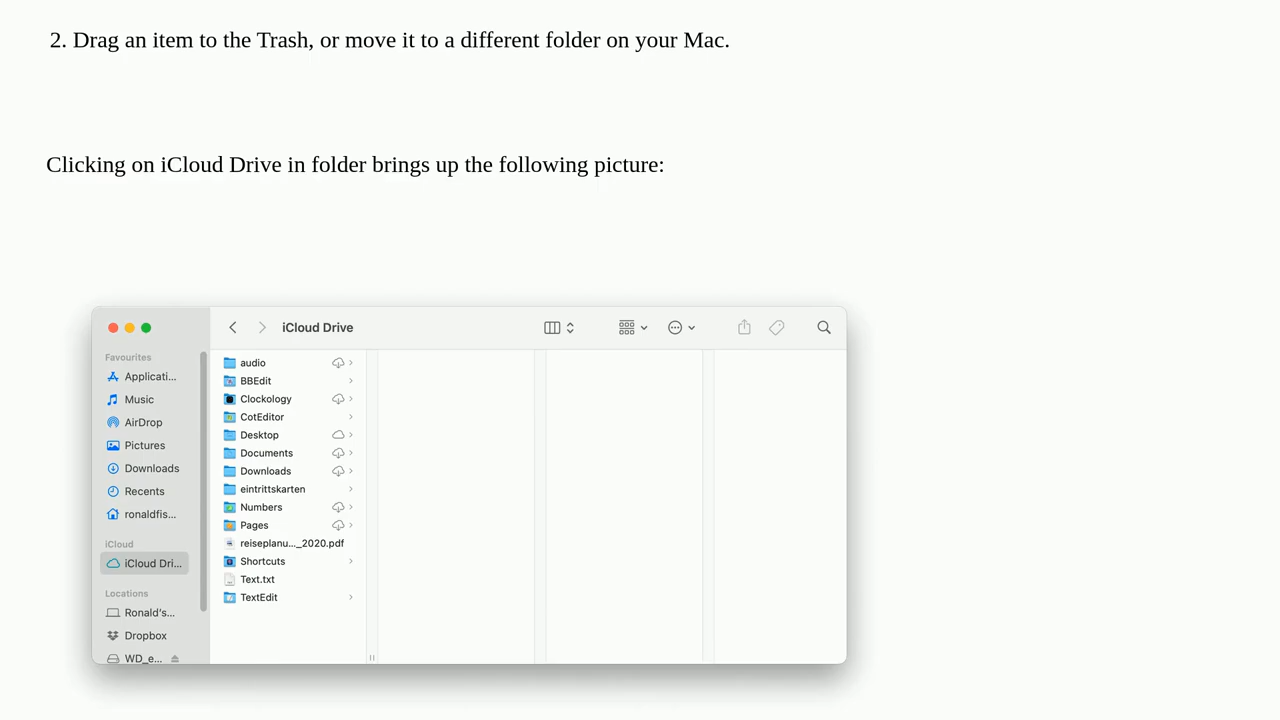 2. Drag an item to the Trash, or move it to a different folder on your Mac.
Clicking on iCloud Drive in folder brings up the following picture:
iCloud Drive
Favourites
Applicati...
Music
AirDrop
Pictures
Downloads
Recents
ronaldfis...
iCloud
iCloud Dri...
Locations
Ronald's...
Dropbox
WD_e...
audio
BBEdit
Clockology
CotEditor
Desktop
Documents
Downloads
eintrittskarten
Numbers
Pages
reiseplanu..._2020.pdf
Shortcuts
Text.txt
TextEdit